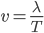 v = λ/T